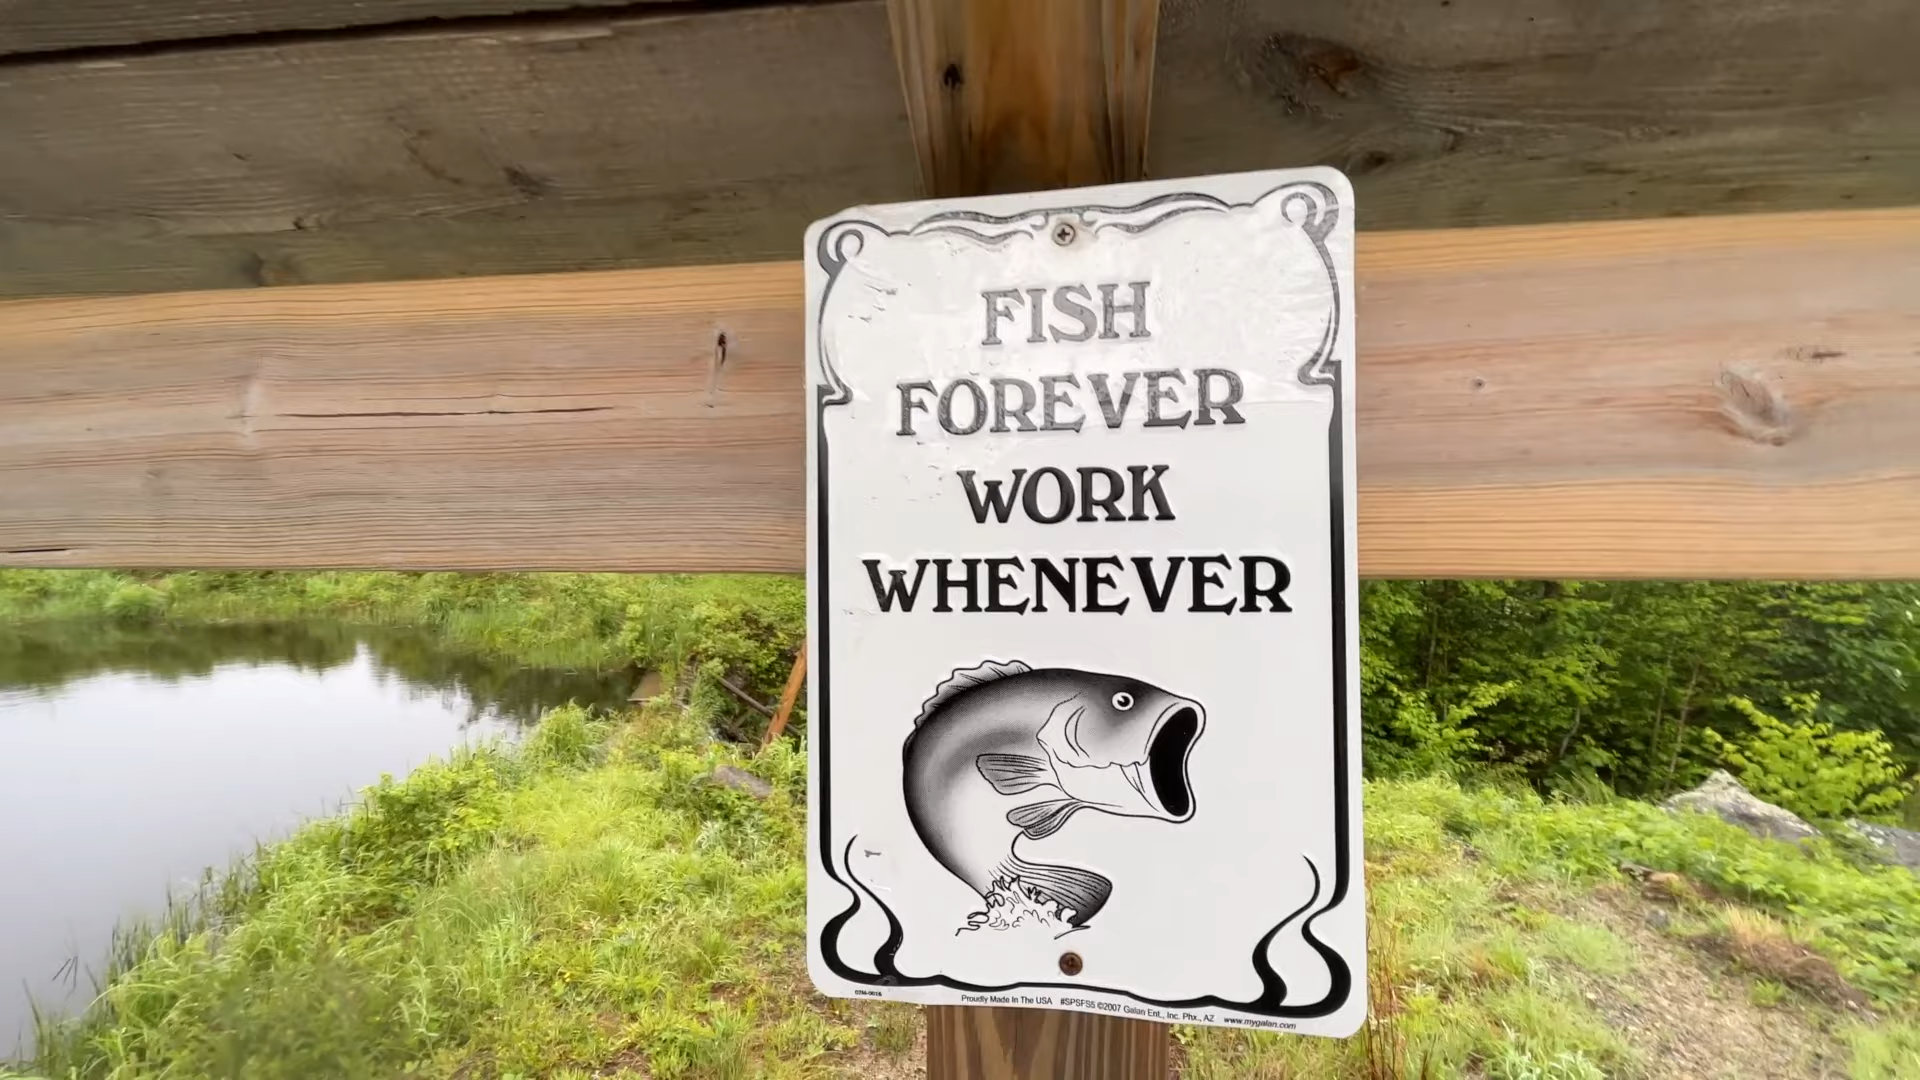 FISH
FOREVER
WORK
WHENEVER
Proudly Made In The USA #SPSFS5 ©2007 Galan Ent., Inc. Phx., AZ www.mygalan.com